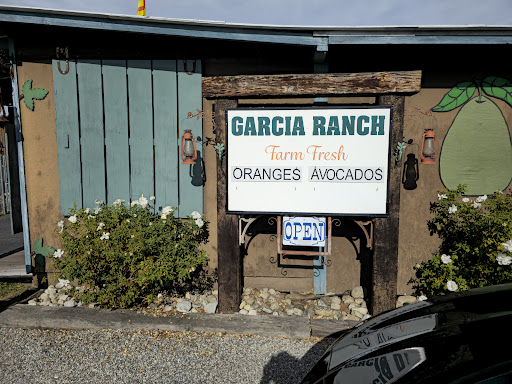 GARCIA RANCH
Farm Fresh
ORANGES AVOCADOS
OPEN